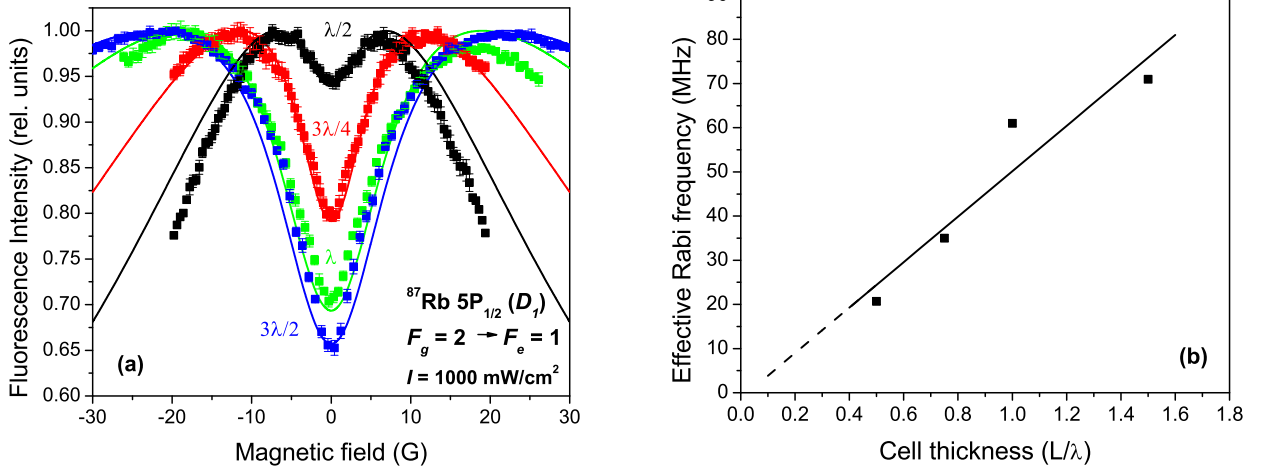 Fluorescence Intensity (rel. units)
1.00
0.95
0.90
0.85
0.80
0.75
0.70
0.65
0.60
λ/2
3λ/4
λ
3λ/2
⁸⁷Rb 5P₁/₂ (D₁)
F_g = 2 → F_e = 1
I = 1000 mW/cm²
(a)
-30 -20 -10 0 10 20 30
Magnetic field (G)
Effective Rabi frequency (MHz)
80
70
60
50
40
30
20
10
0
(b)
0.0 0.2 0.4 0.6 0.8 1.0 1.2 1.4 1.6 1.8
Cell thickness (L/λ)